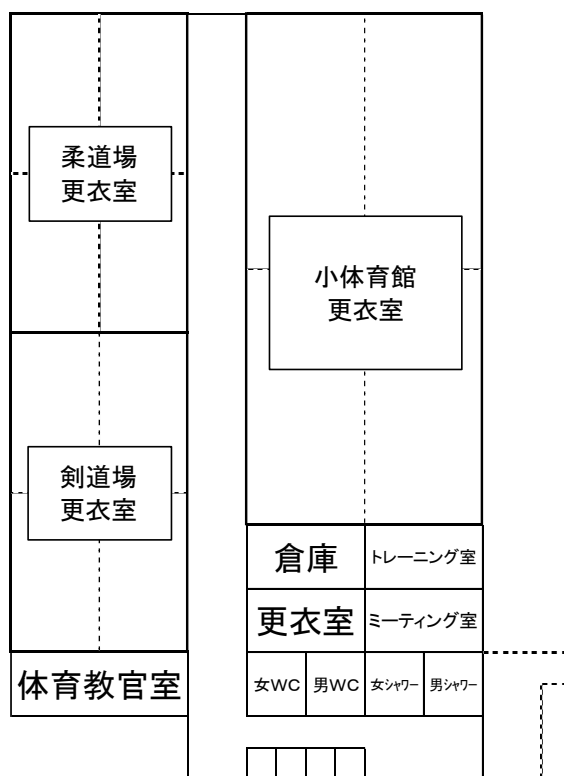 柔道場
更衣室
小体育館
更衣室
剣道場
更衣室
倉庫
トレーニング室
更衣室
ミーティング室
体育教官室
女WC
男WC
女シャワー
男シャワー